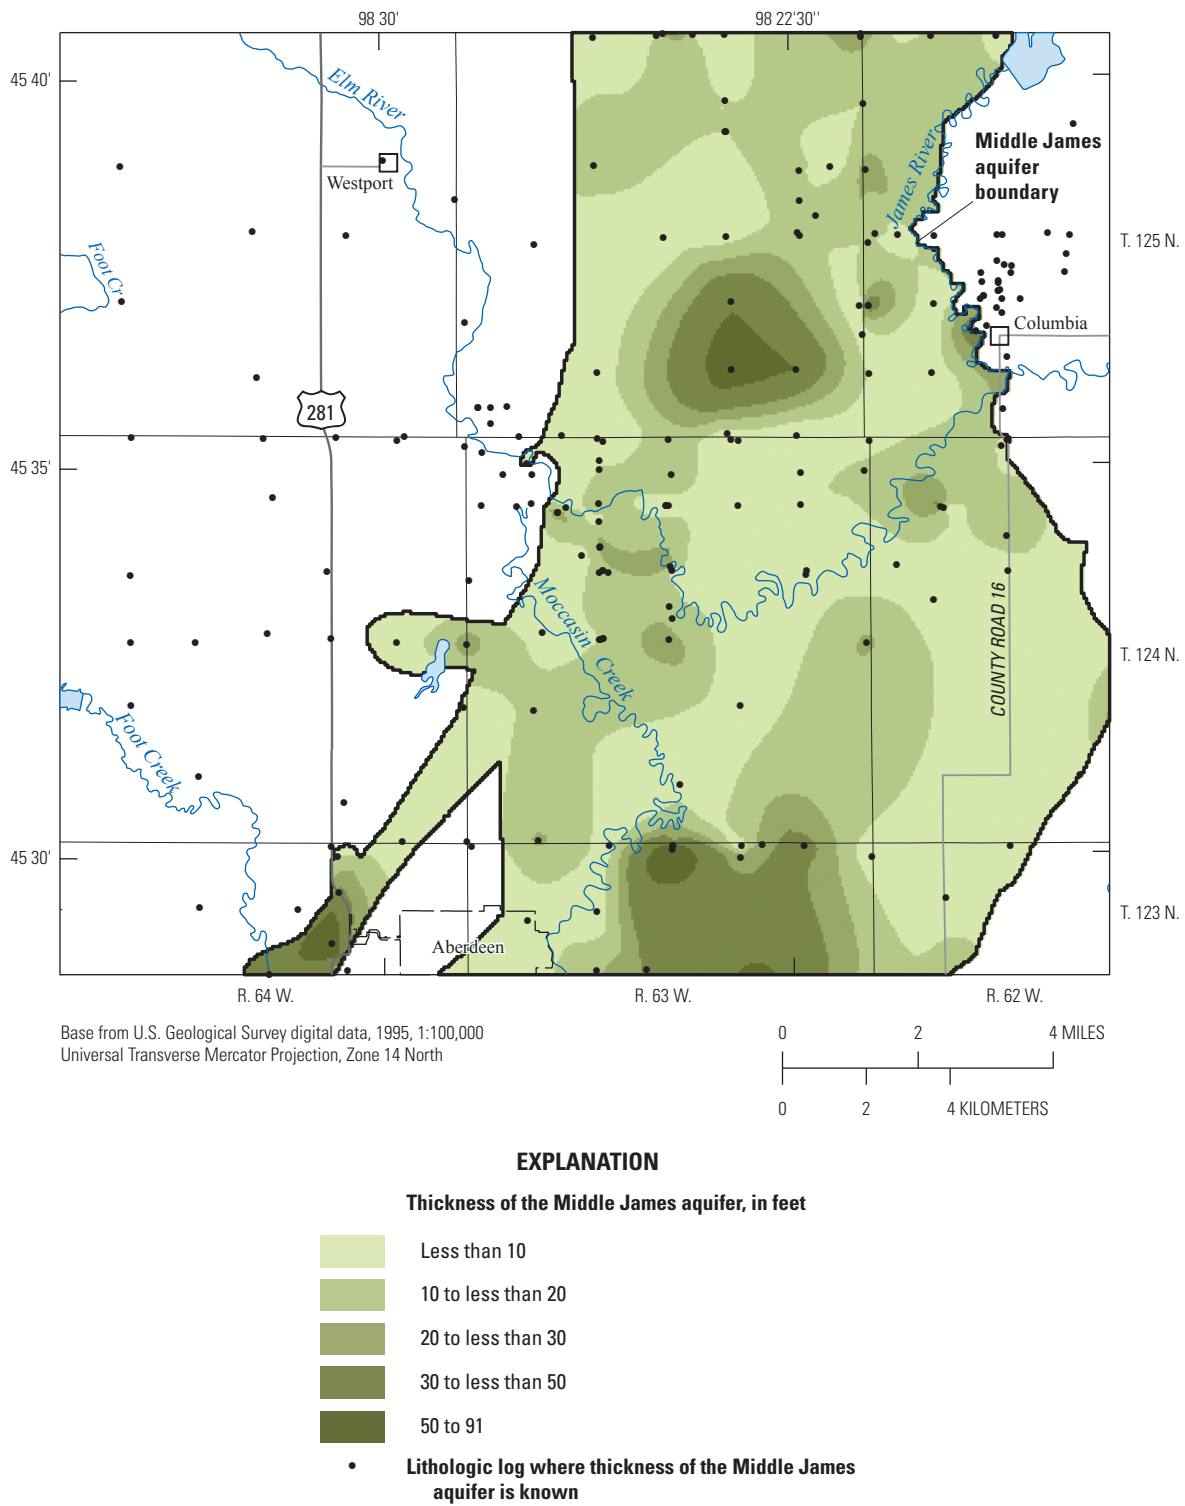 98 30'
98 22'30''
45 40'
Elm River
Westport
James River
Middle James
aquifer
boundary
T. 125 N.
Foot Cr
Columbia
281
45 35'
Moccasin Creek
COUNTY ROAD 16
T. 124 N.
Foot Creek
45 30'
T. 123 N.
Aberdeen
R. 64 W.
R. 63 W.
R. 62 W.
Base from U.S. Geological Survey digital data, 1995, 1:100,000
Universal Transverse Mercator Projection, Zone 14 North
0 2 4 MILES
0 2 4 KILOMETERS
EXPLANATION
Thickness of the Middle James aquifer, in feet
Less than 10
10 to less than 20
20 to less than 30
30 to less than 50
50 to 91
Lithologic log where thickness of the Middle James
aquifer is known